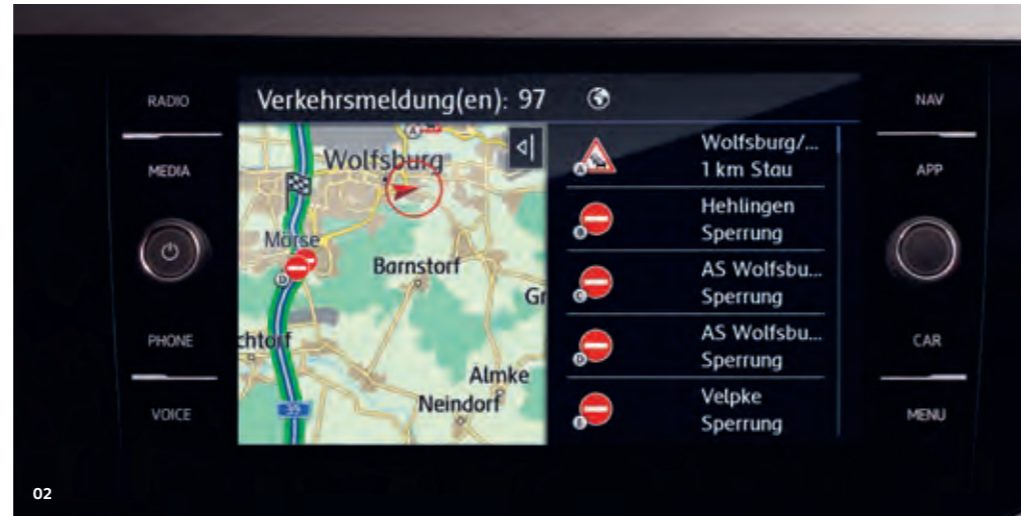 RADIO
MEDIA
PHONE
VOICE
Verkehrsmeldung(en): 97
Wolfsburg
Mörse
Barnstorf
Gr
chtorf
Almke
Neindorf
39
A
D
A
Wolfsburg/...
1 km Stau
B
Hehlingen
Sperrung
C
AS Wolfsbu...
Sperrung
D
AS Wolfsbu...
Sperrung
E
Velpke
Sperrung
NAV
APP
CAR
MENU
02